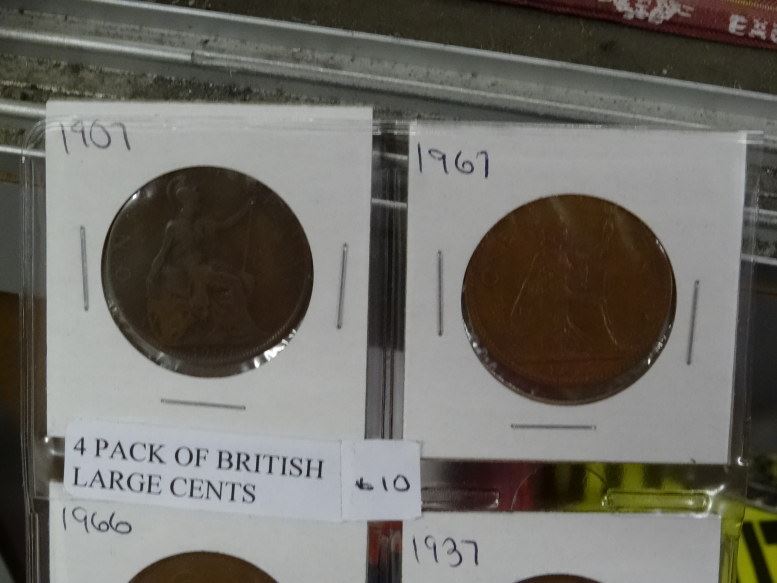 1907
1967
4 PACK OF BRITISH
LARGE CENTS
$10
1966
1937